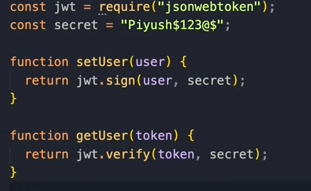 const jwt = require("jsonwebtoken");
const secret = "Piyush$123@$";
function setUser(user) {
return jwt.sign(user, secret);
}
function getUser(token) {
return jwt.verify(token, secret);
}